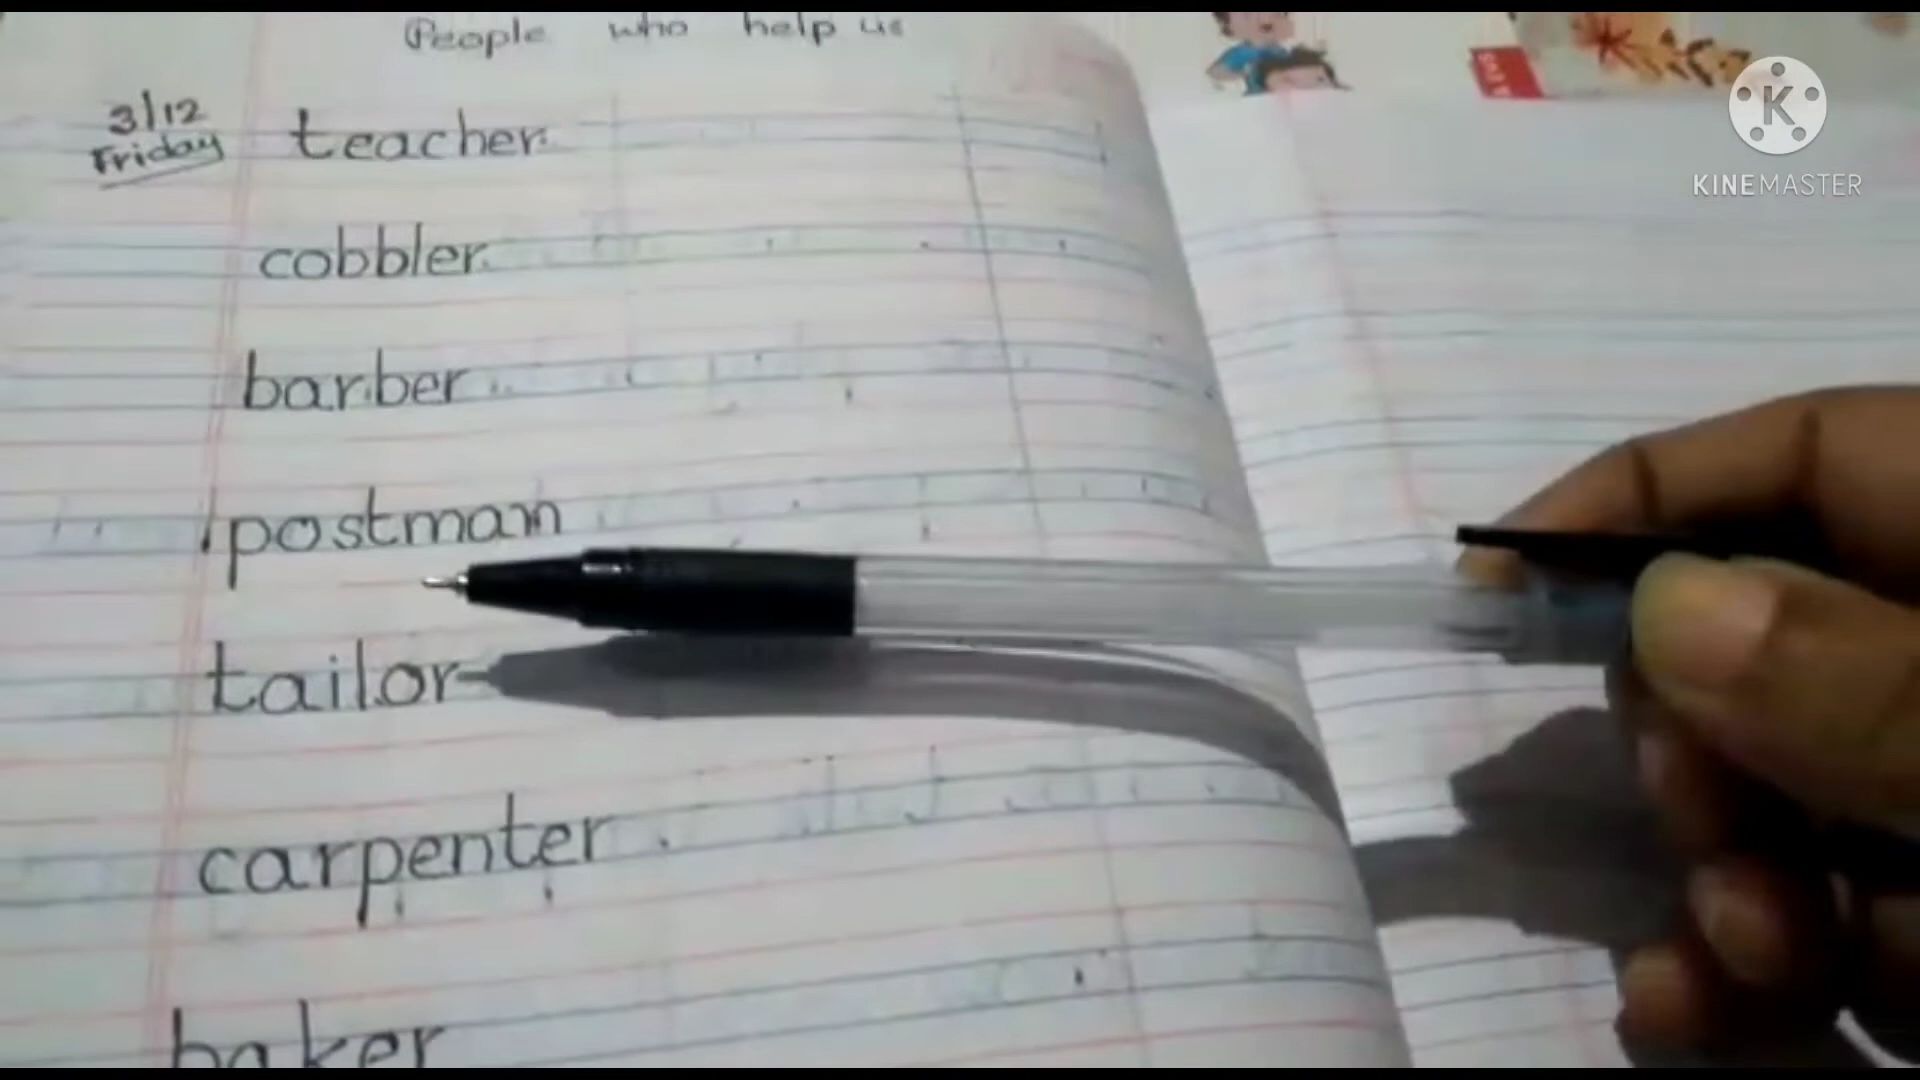 People who help us
3/12
Friday
teacher
cobbler
barber
postman
tailor
carpenter
baker
K
KINEMASTER